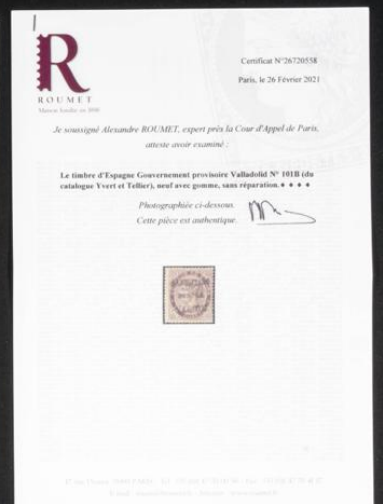 R
ROUMET
Maison fondée en 1896
Certificat N°26720558
Paris, le 26 Février 2021
Je soussigné Alexandre ROUMET, expert près la Cour d'Appel de Paris,
atteste avoir examiné :
Le timbre d'Espagne Gouvernement provisoire Valladolid N° 101B (du
catalogue Yvert et Tellier), neuf avec gomme, sans réparation.♦ ♦ ♦ ♦
Photographiée ci-dessous.
Cette pièce est authentique.